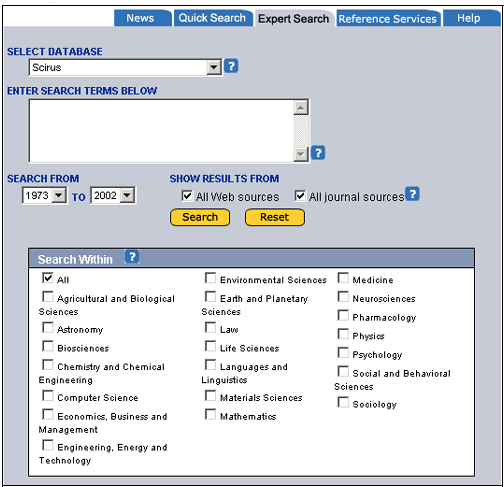 News Quick Search Expert Search Reference Services Help
SELECT DATABASE
Scirus ?
ENTER SEARCH TERMS BELOW
?
SEARCH FROM SHOW RESULTS FROM
1973 TO 2002 All Web sources All journal sources ?
Search Reset
Search Within ?
All
Agricultural and Biological
Sciences
Astronomy
Biosciences
Chemistry and Chemical
Engineering
Computer Science
Economics, Business and
Management
Engineering, Energy and
Technology
Environmental Sciences
Earth and Planetary
Sciences
Law
Life Sciences
Languages and
Linguistics
Materials Sciences
Mathematics
Medicine
Neurosciences
Pharmacology
Physics
Psychology
Social and Behavioral
Sciences
Sociology